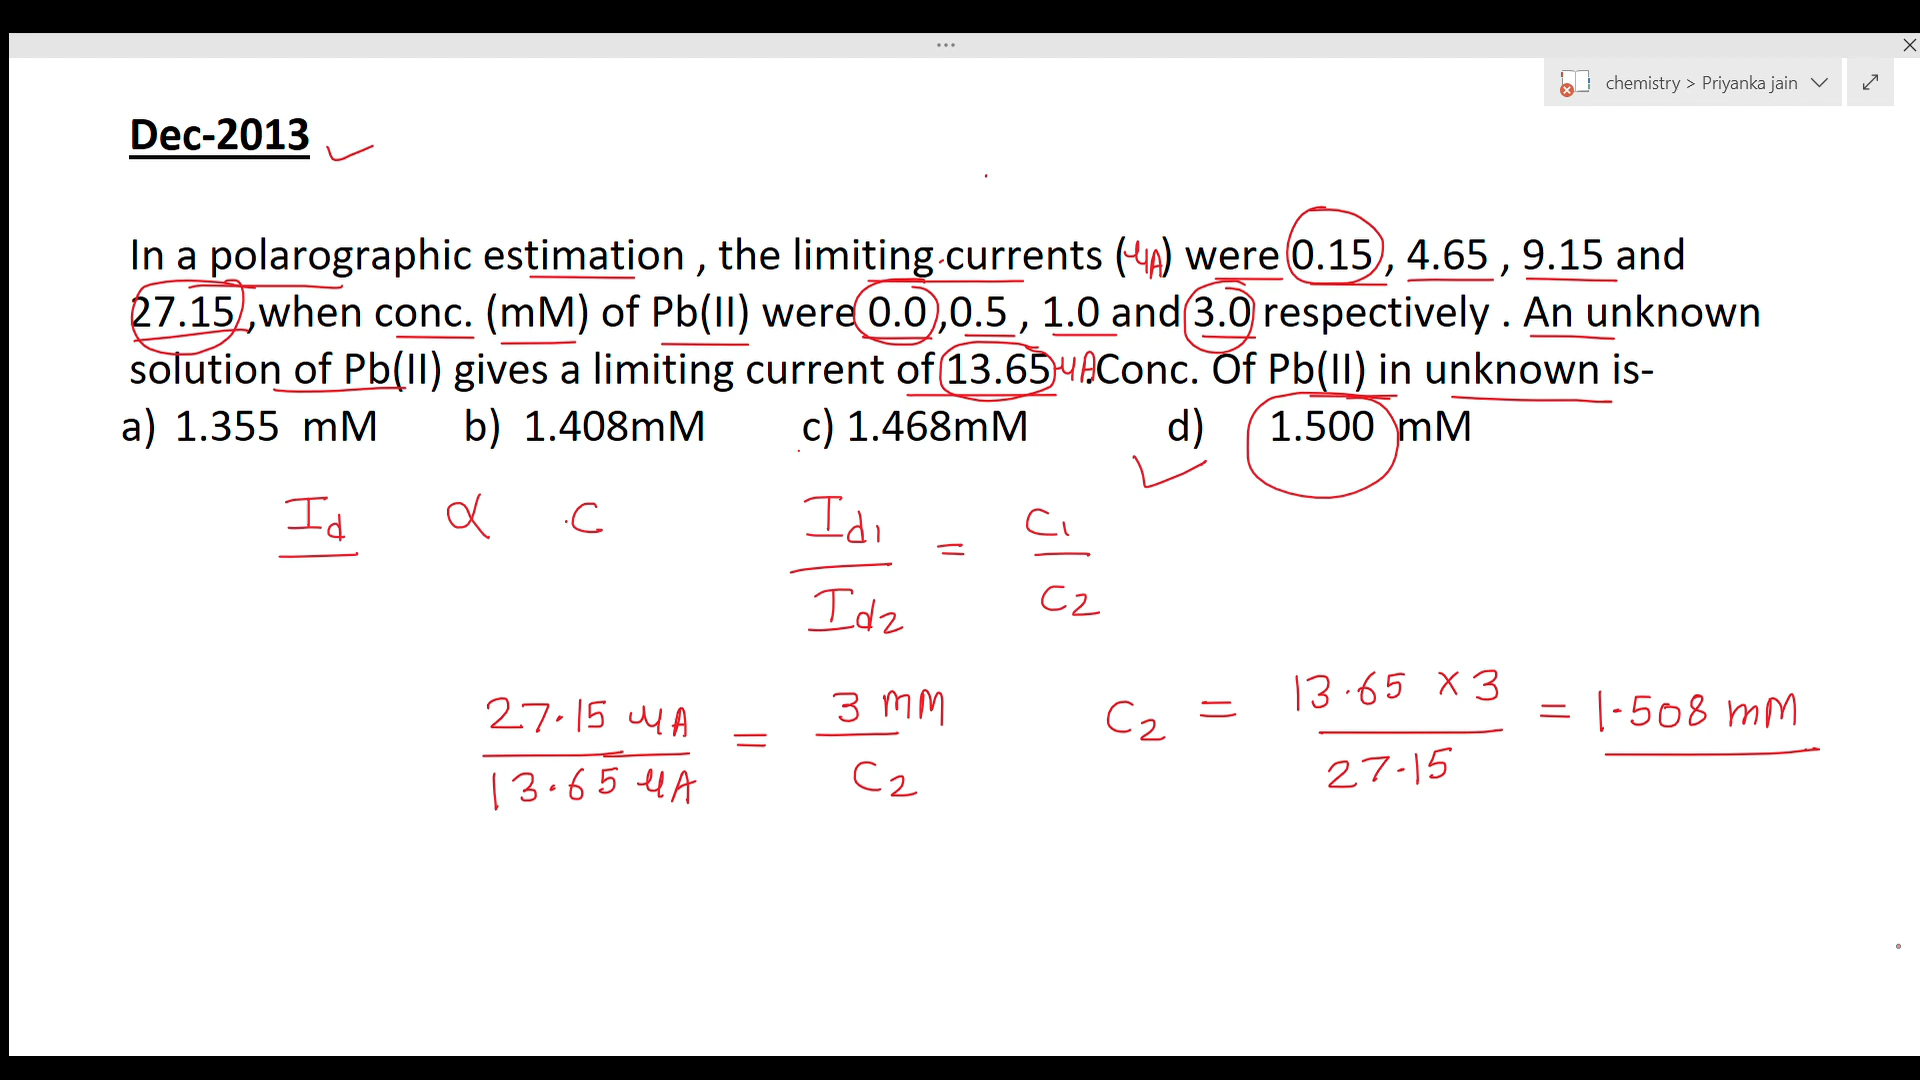 ...
chemistry > Priyanka jain
Dec-2013
In a polarographic estimation , the limiting currents (μA) were 0.15 , 4.65 , 9.15 and
27.15 ,when conc. (mM) of Pb(II) were 0.0 ,0.5 , 1.0 and 3.0 respectively . An unknown
solution of Pb(II) gives a limiting current of 13.65 μA .Conc. Of Pb(II) in unknown is-
a) 1.355 mM b) 1.408mM c) 1.468mM d) 1.500 mM
Id ∝ C Id1 / Id2 = C1 / C2
27.15 μA / 13.65 μA = 3 mM / C2 C2 = 13.65 × 3 / 27.15 = 1.508 mM